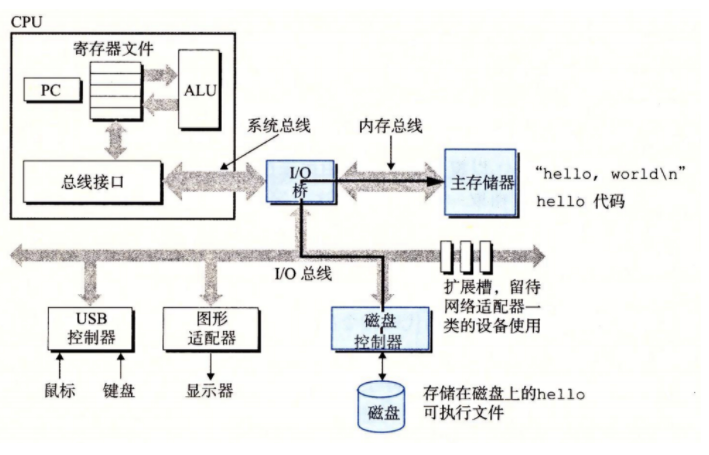 CPU
寄存器文件
PC
ALU
系统总线
内存总线
总线接口
I/O
桥
主存储器
“hello, world\n”
hello 代码
I/O 总线
扩展槽，留待
网络适配器一
类的设备使用
USB
控制器
图形
适配器
磁盘
控制器
鼠标
键盘
显示器
磁盘
存储在磁盘上的hello
可执行文件